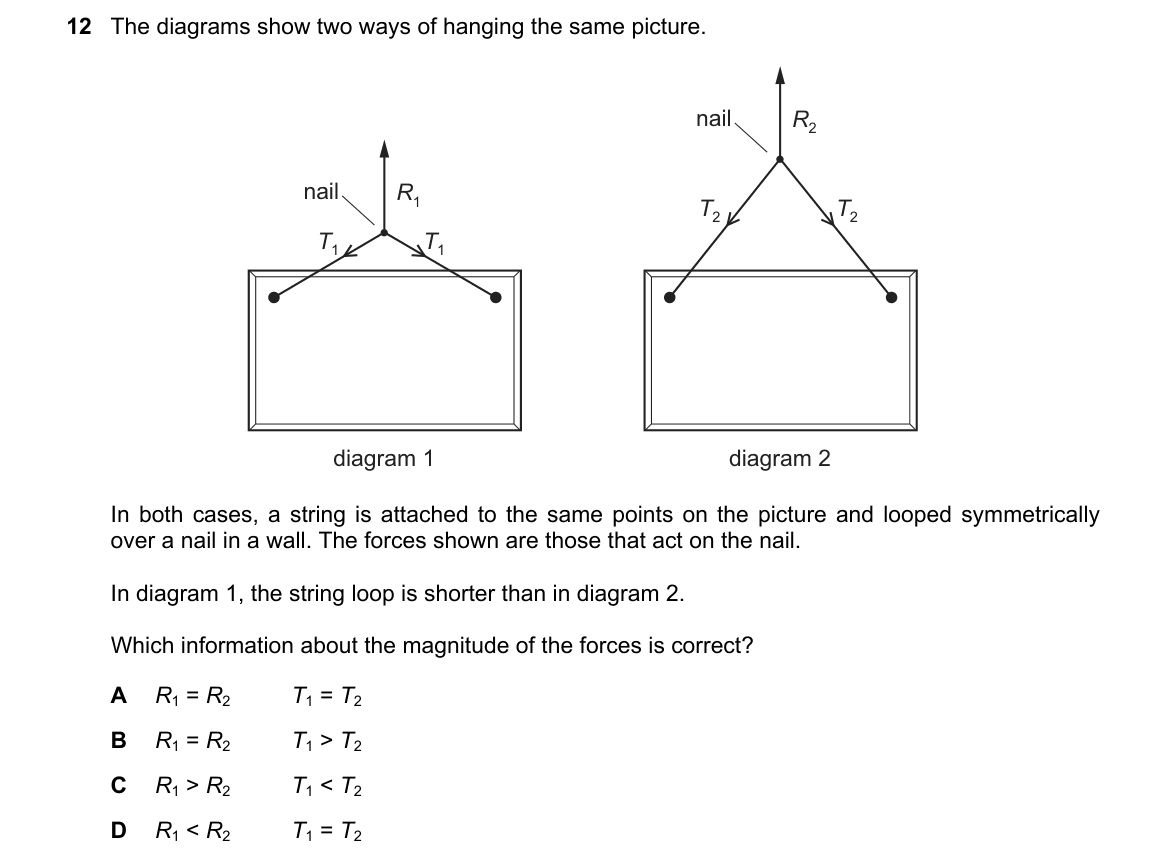 12 The diagrams show two ways of hanging the same picture.
nail
R₁
T₁
T₁
diagram 1
nail
R₂
T₂
T₂
diagram 2
In both cases, a string is attached to the same points on the picture and looped symmetrically
over a nail in a wall. The forces shown are those that act on the nail.
In diagram 1, the string loop is shorter than in diagram 2.
Which information about the magnitude of the forces is correct?
A R₁ = R₂ T₁ = T₂
B R₁ = R₂ T₁ > T₂
C R₁ > R₂ T₁ < T₂
D R₁ < R₂ T₁ = T₂